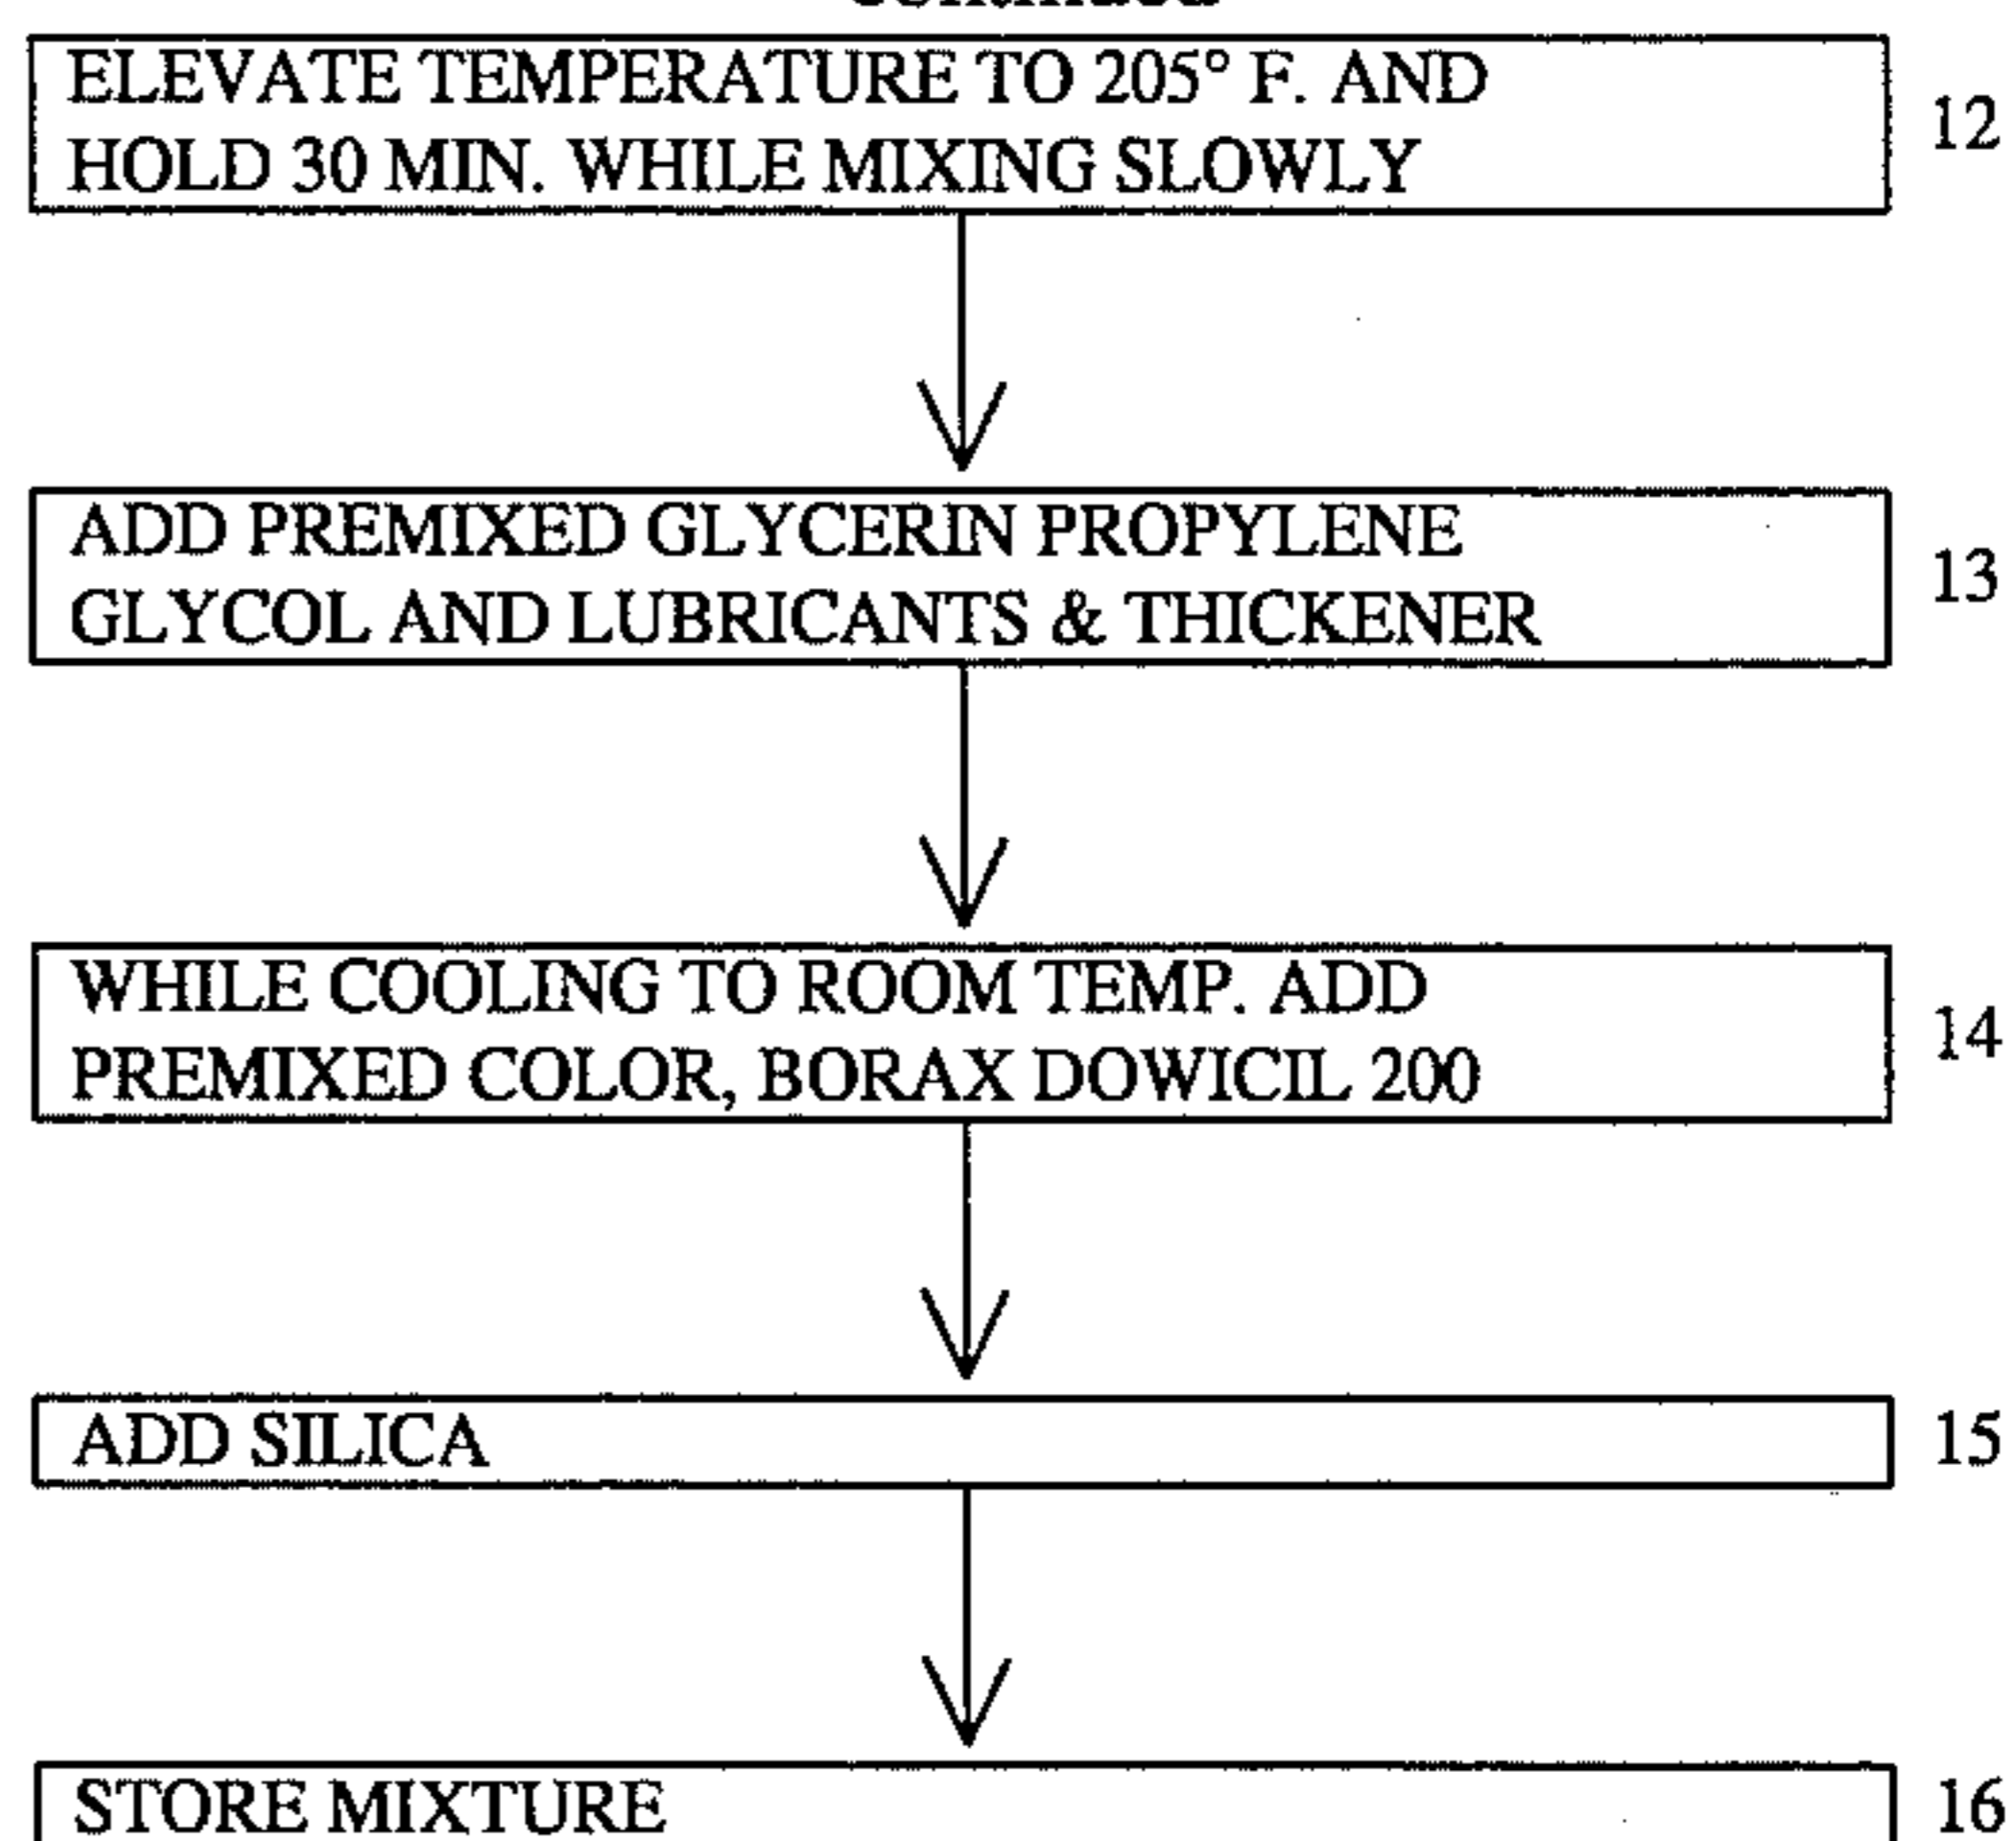 ELEVATE TEMPERATURE TO 205° F. AND
HOLD 30 MIN. WHILE MIXING SLOWLY
12
ADD PREMIXED GLYCERIN PROPYLENE
GLYCOL AND LUBRICANTS & THICKENER
13
WHILE COOLING TO ROOM TEMP. ADD
PREMIXED COLOR, BORAX DOWICIL 200
14
ADD SILICA
15
STORE MIXTURE
16